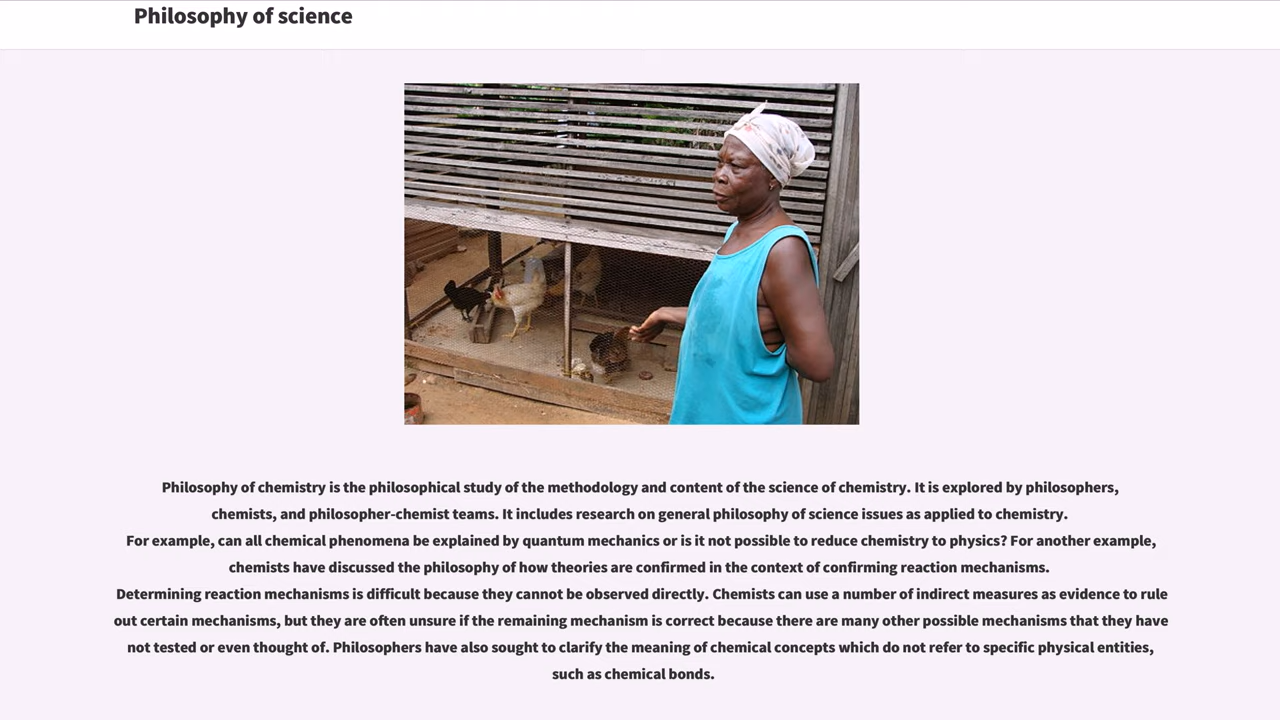 Philosophy of science
Philosophy of chemistry is the philosophical study of the methodology and content of the science of chemistry. It is explored by philosophers,
chemists, and philosopher-chemist teams. It includes research on general philosophy of science issues as applied to chemistry.
For example, can all chemical phenomena be explained by quantum mechanics or is it not possible to reduce chemistry to physics? For another example,
chemists have discussed the philosophy of how theories are confirmed in the context of confirming reaction mechanisms.
Determining reaction mechanisms is difficult because they cannot be observed directly. Chemists can use a number of indirect measures as evidence to rule
out certain mechanisms, but they are often unsure if the remaining mechanism is correct because there are many other possible mechanisms that they have
not tested or even thought of. Philosophers have also sought to clarify the meaning of chemical concepts which do not refer to specific physical entities,
such as chemical bonds.